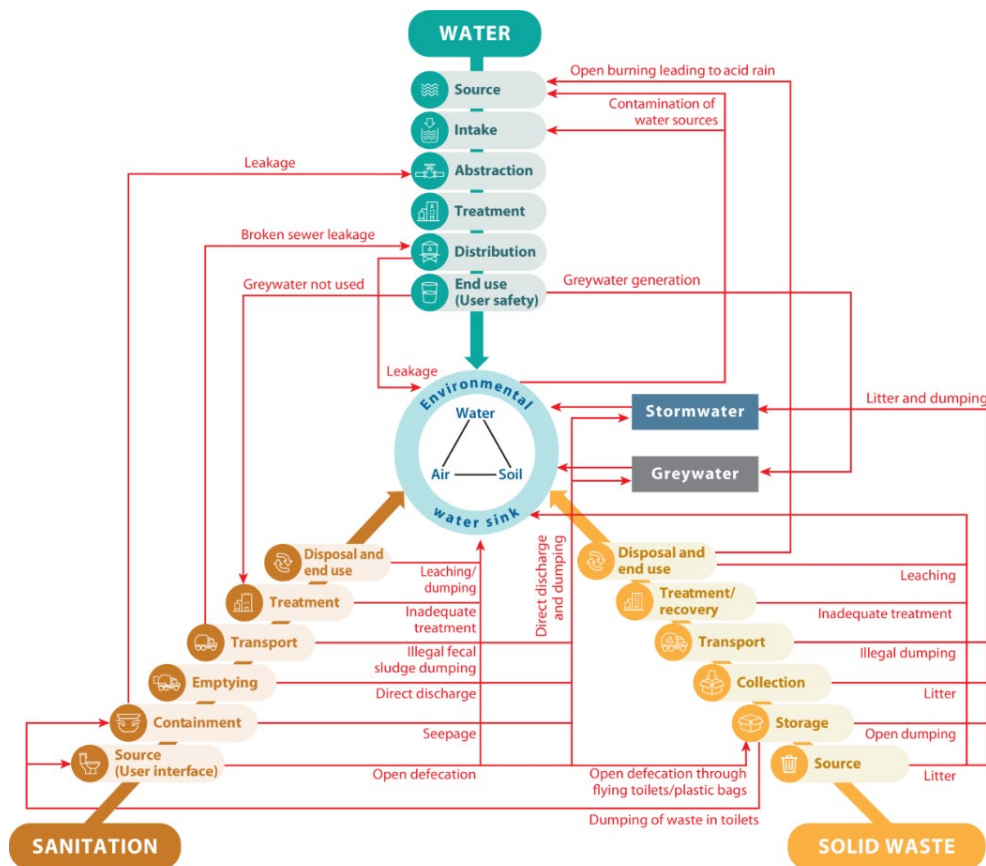 WATER
Open burning leading to acid rain
Source
Contamination of
water sources
Intake
Leakage
Abstraction
Treatment
Broken sewer leakage
Distribution
Greywater not used
End use
(User safety)
Greywater generation
Leakage
Environmental
water sink
Water
Air
Soil
Stormwater
Litter and dumping
Greywater
Direct discharge
and dumping
Disposal and
end use
Leaching/
dumping
Treatment
Inadequate
treatment
Transport
Illegal fecal
sludge dumping
Emptying
Direct discharge
Containment
Seepage
Source
(User interface)
Open defecation
SANITATION
Disposal and
end use
Leaching
Treatment/
recovery
Inadequate treatment
Transport
Illegal dumping
Collection
Litter
Storage
Open dumping
Source
Litter
Open defecation through
flying toilets/plastic bags
Dumping of waste in toilets
SOLID WASTE